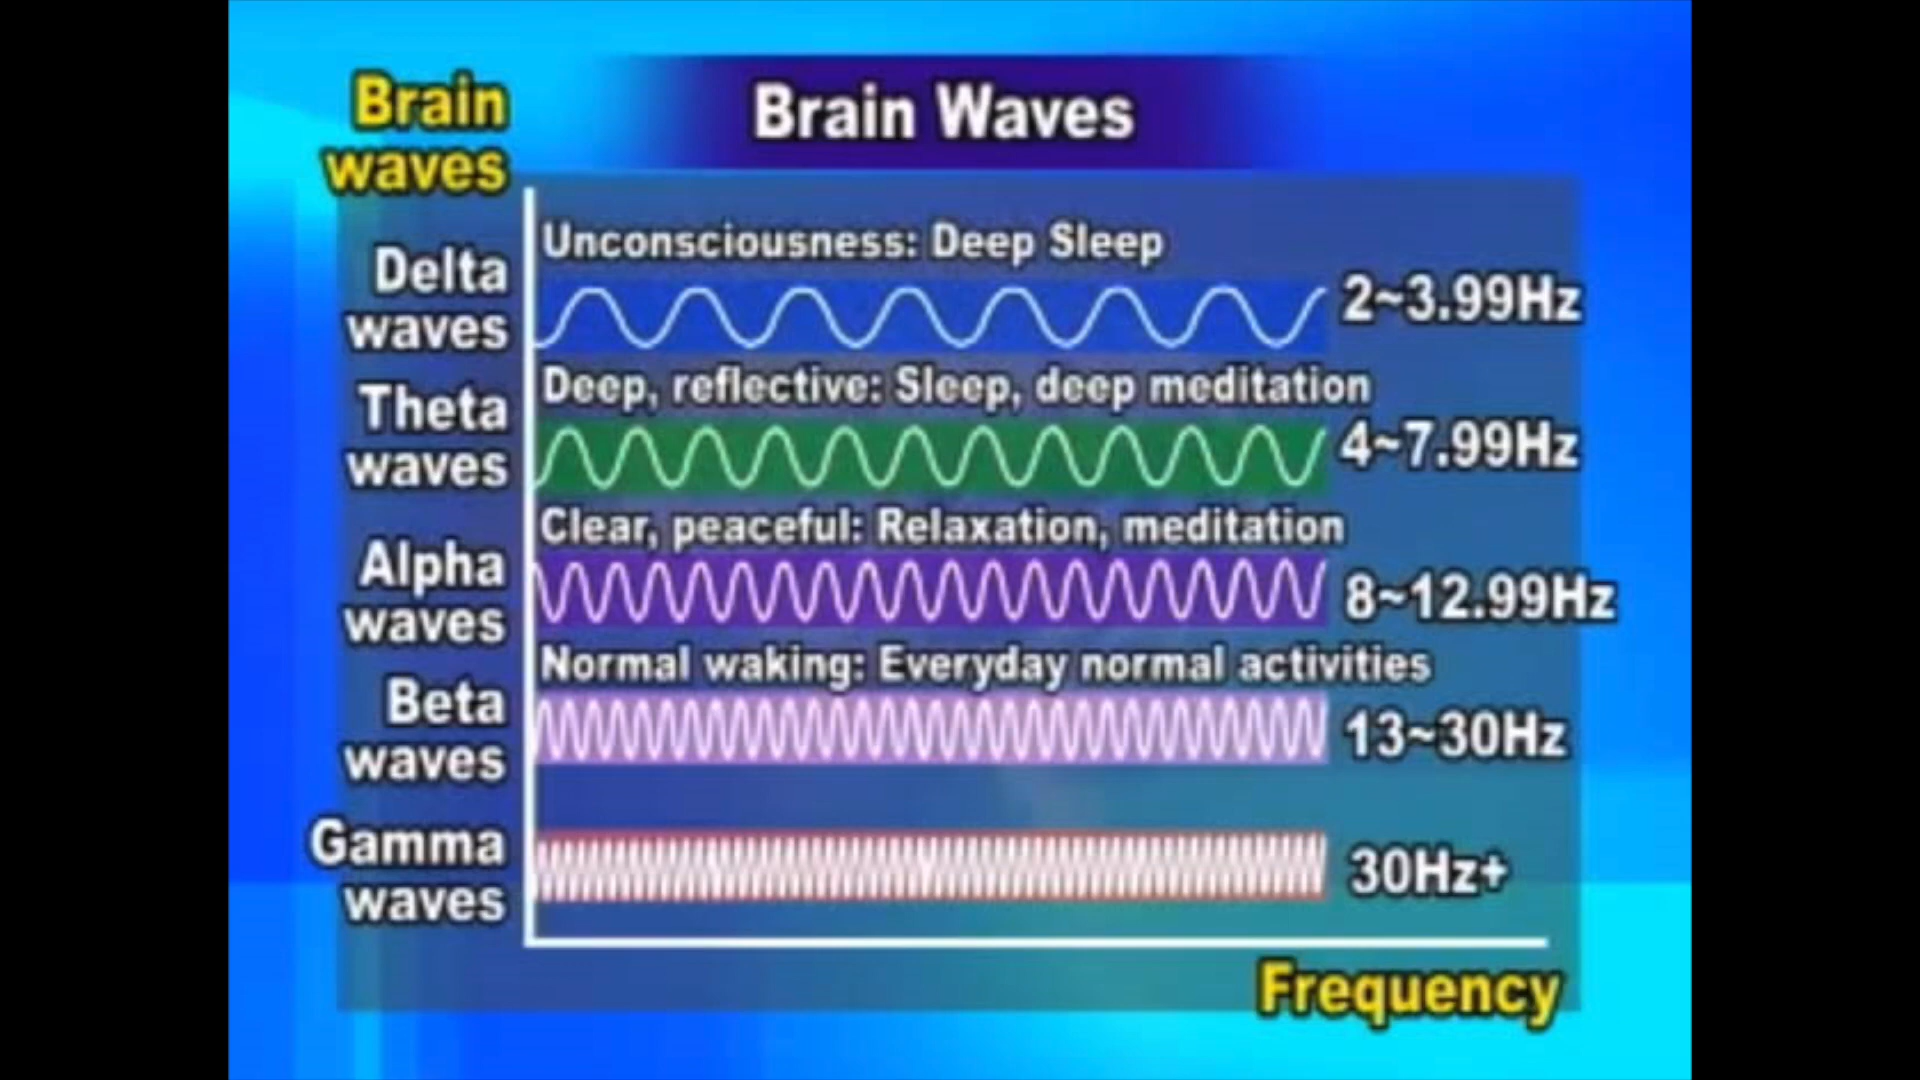 Brain Waves
Brain
waves
Unconsciousness: Deep Sleep
Delta
waves
2~3.99Hz
Deep, reflective: Sleep, deep meditation
Theta
waves
4~7.99Hz
Clear, peaceful: Relaxation, meditation
Alpha
waves
8~12.99Hz
Normal waking: Everyday normal activities
Beta
waves
13~30Hz
Gamma
waves
30Hz+
Frequency